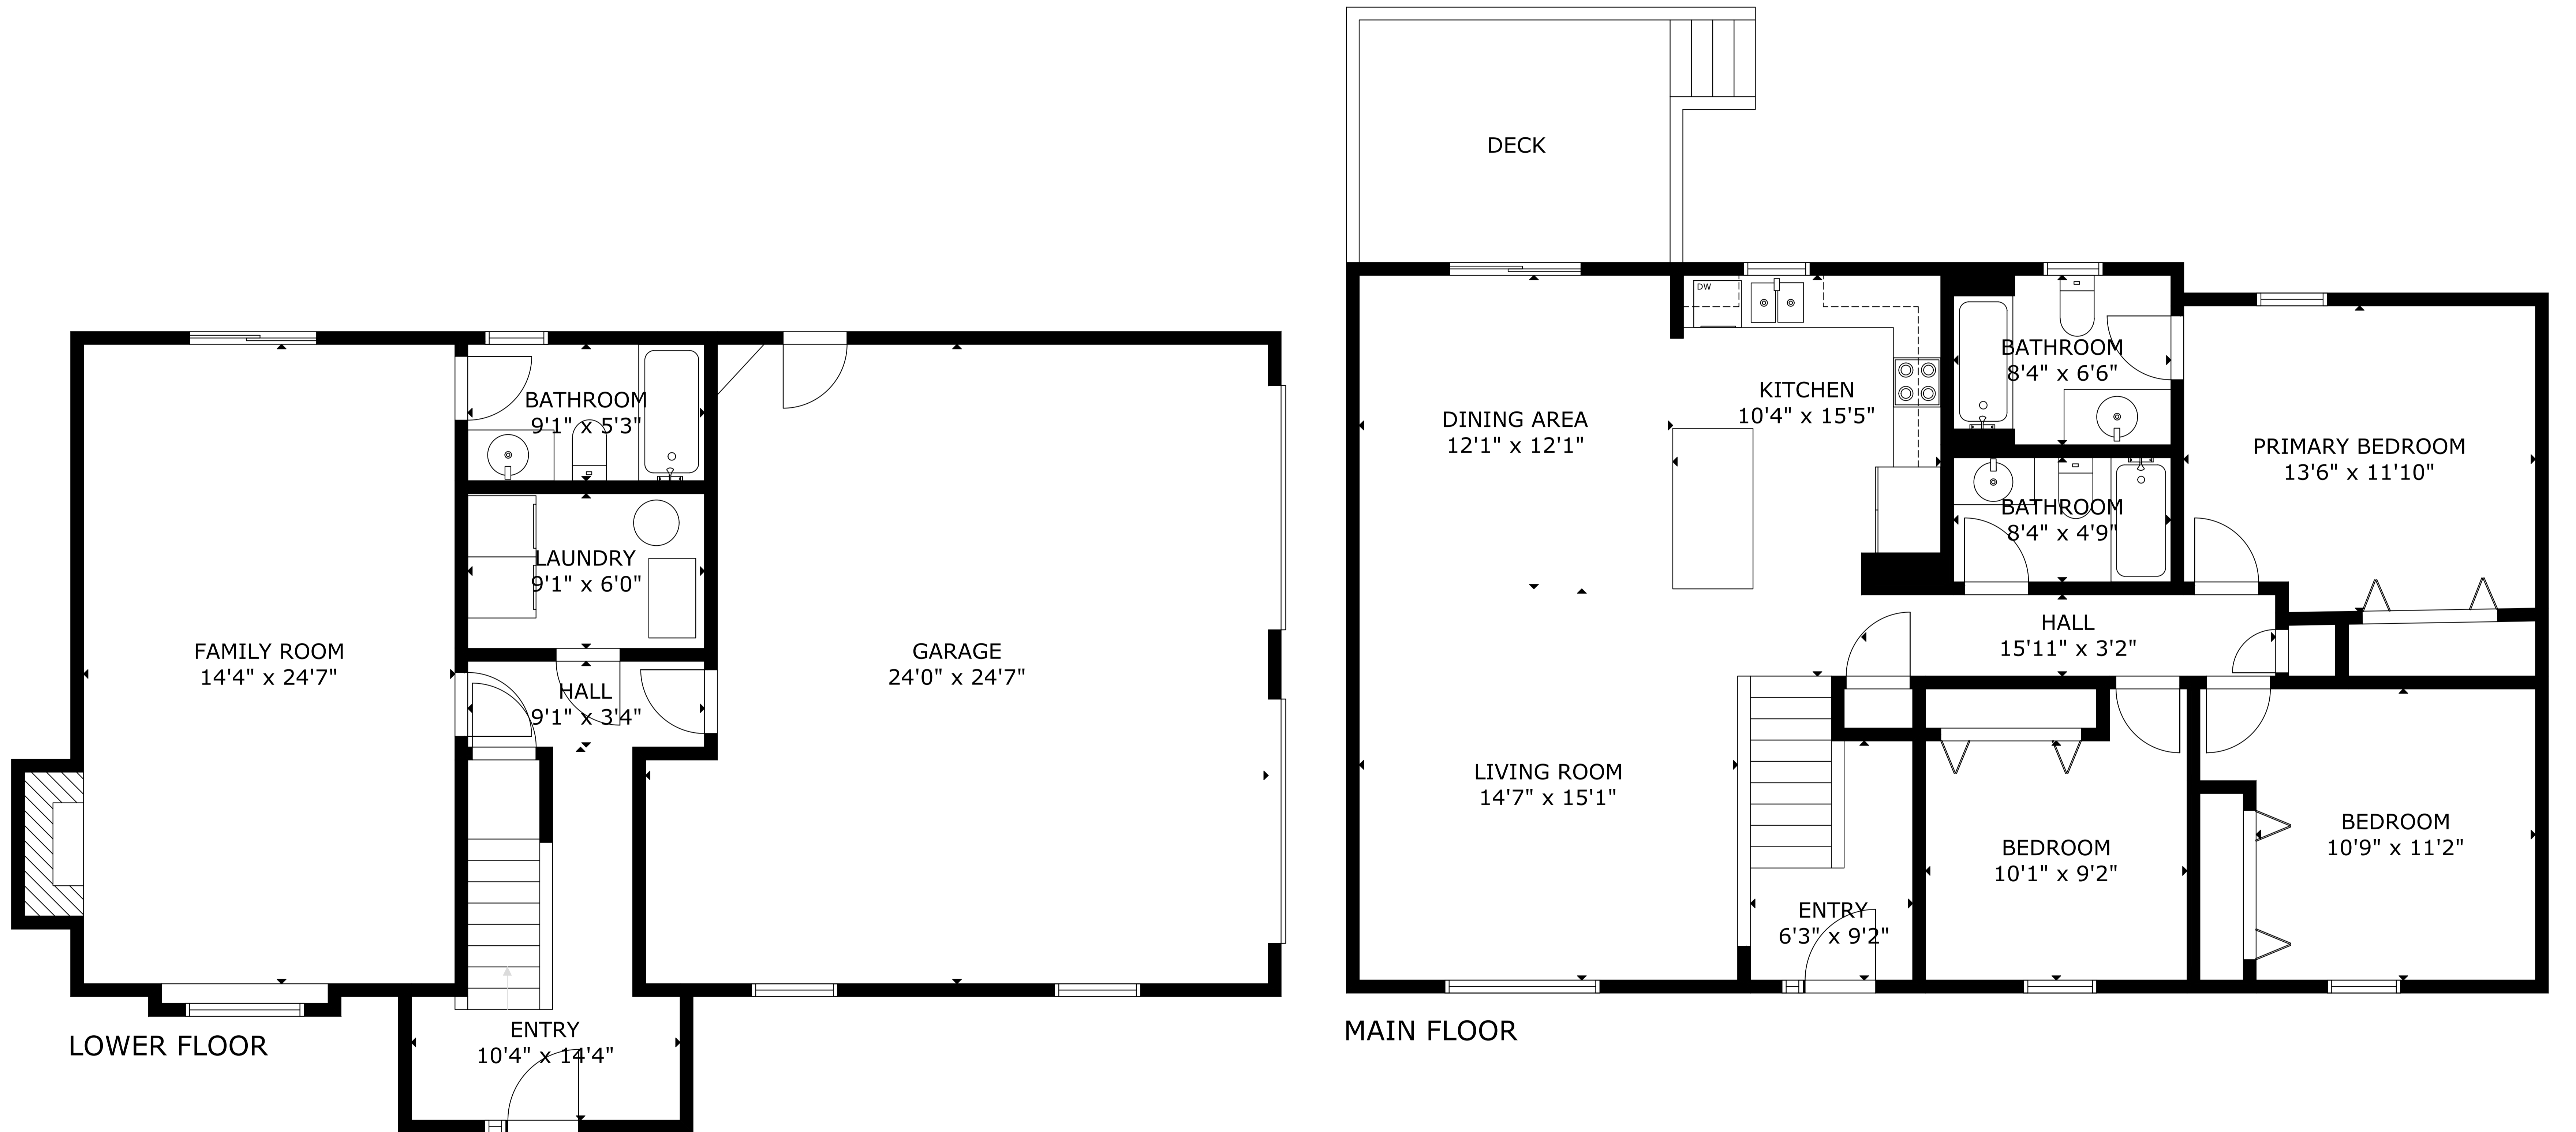 BATHROOM
9'1" x 5'3"
LAUNDRY
9'1" x 6'0"
FAMILY ROOM
14'4" x 24'7"
GARAGE
24'0" x 24'7"
HALL
9'1" x 3'4"
ENTRY
10'4" x 14'4"
LOWER FLOOR
DECK
DW
KITCHEN
10'4" x 15'5"
DINING AREA
12'1" x 12'1"
BATHROOM
8'4" x 6'6"
PRIMARY BEDROOM
13'6" x 11'10"
BATHROOM
8'4" x 4'9"
HALL
15'11" x 3'2"
LIVING ROOM
14'7" x 15'1"
BEDROOM
10'1" x 9'2"
BEDROOM
10'9" x 11'2"
ENTRY
6'3" x 9'2"
MAIN FLOOR